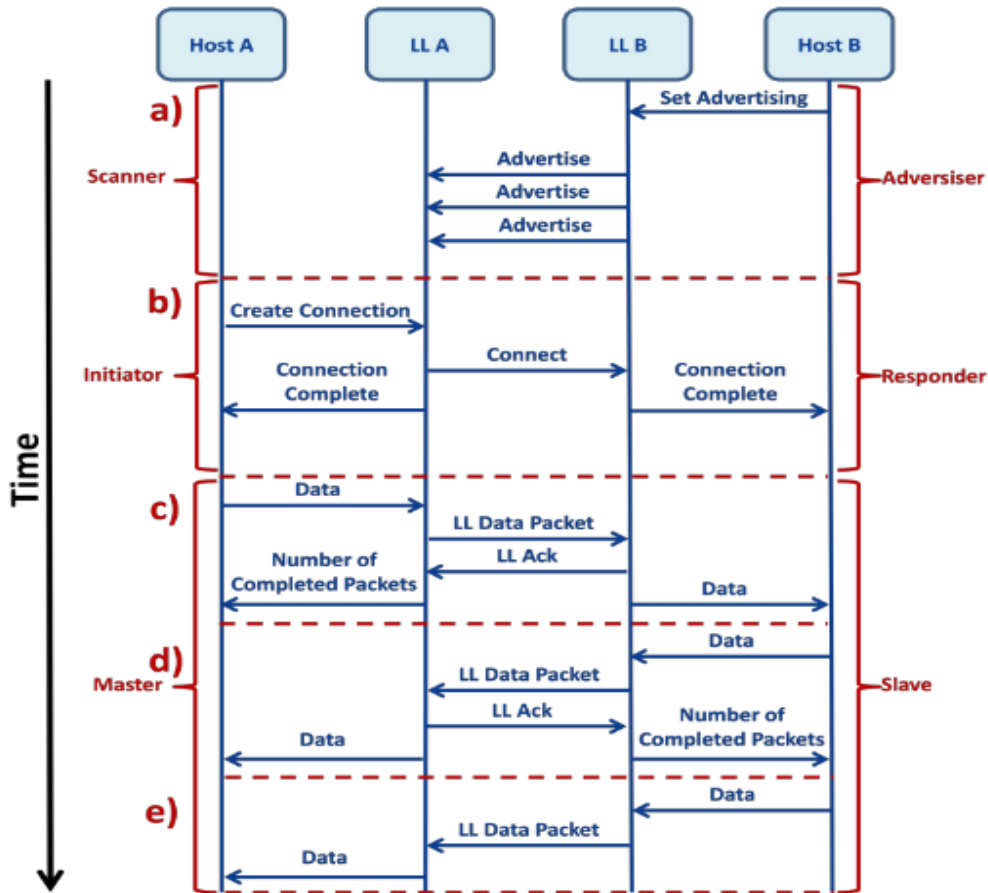 Host A
LL A
LL B
Host B
a)
Set Advertising
Scanner
Advertise
Adversiser
Advertise
Advertise
b)
Create Connection
Initiator
Connection
Complete
Connect
Connection
Complete
Responder
Time
c)
Data
LL Data Packet
LL Ack
Number of
Completed Packets
Data
d)
Data
Master
LL Data Packet
Slave
LL Ack
Number of
Completed Packets
Data
e)
Data
LL Data Packet
Data